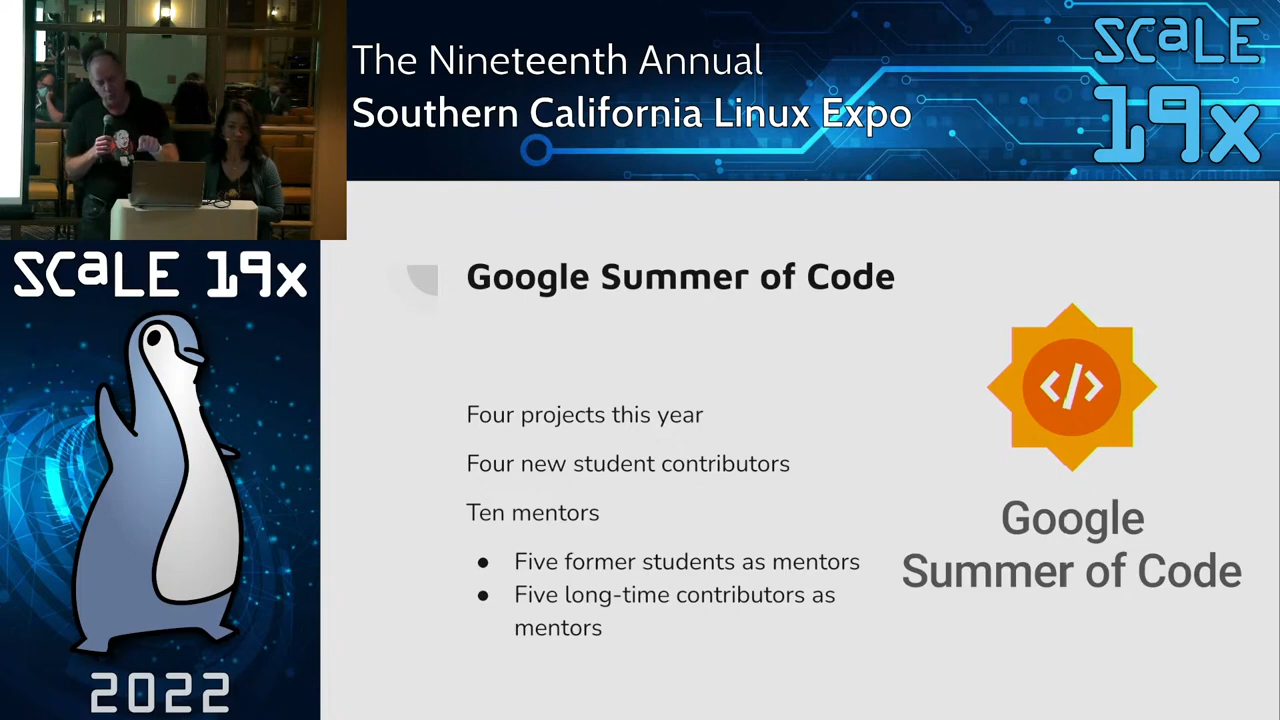 The Nineteenth Annual
Southern California Linux Expo
SCaLE
19x
SCaLE 19x
2022
Google Summer of Code
Four projects this year
Four new student contributors
Ten mentors
● Five former students as mentors
● Five long-time contributors as
mentors
</>
Google
Summer of Code